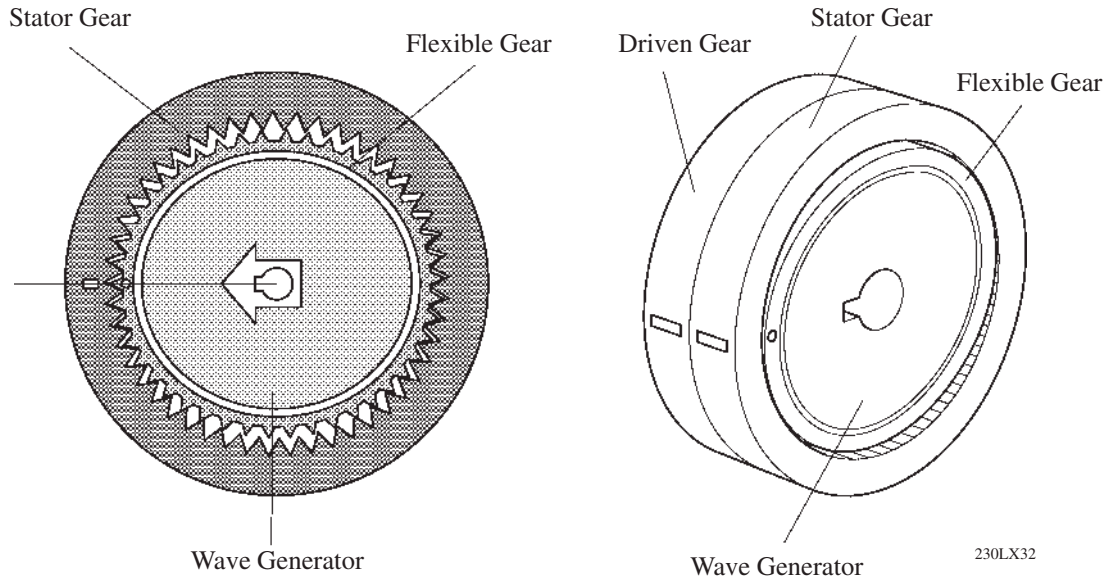 Stator Gear
Flexible Gear
Wave Generator
Stator Gear
Driven Gear
Flexible Gear
Wave Generator
230LX32